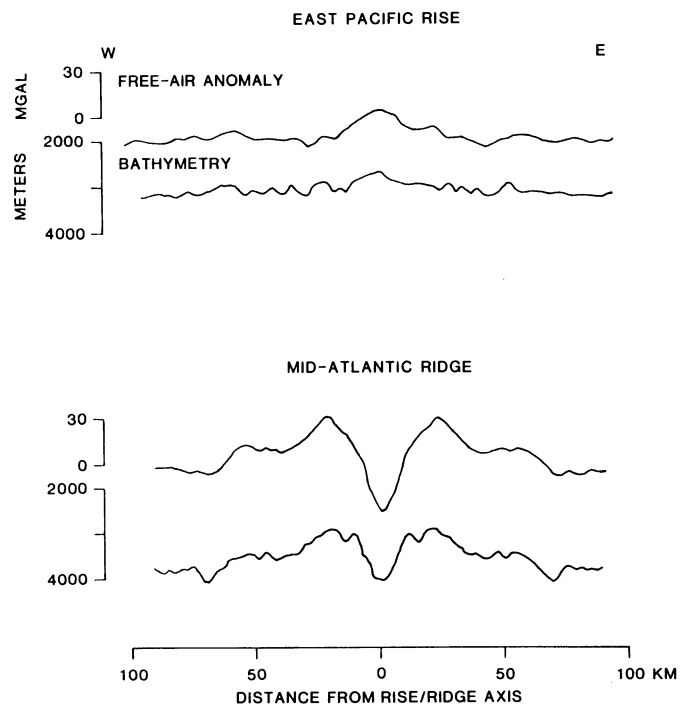 EAST PACIFIC RISE
W E
30 FREE-AIR ANOMALY
MGAL
0
2000
BATHYMETRY
METERS
4000
MID-ATLANTIC RIDGE
30
0
2000
4000
100 50 0 50 100 KM
DISTANCE FROM RISE/RIDGE AXIS